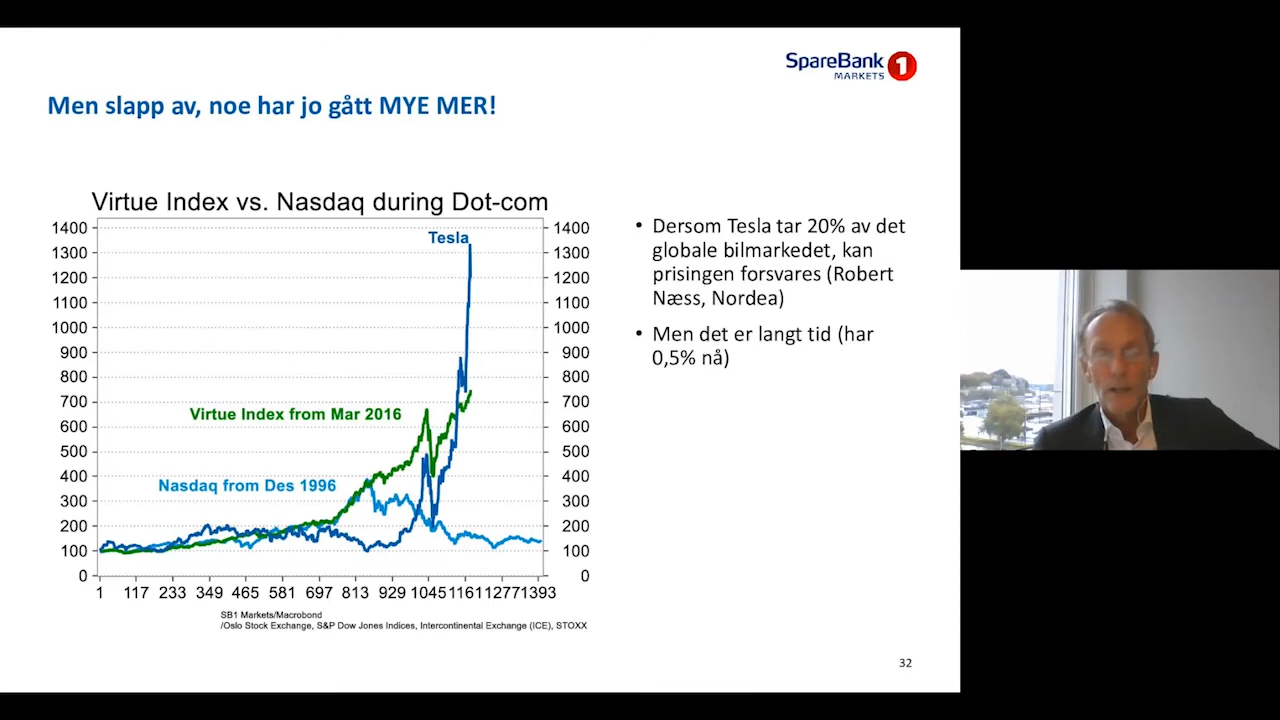 SpareBank 1
MARKETS
Men slapp av, noe har jo gått MYE MER!
Virtue Index vs. Nasdaq during Dot-com
1400 1400
1300 1300
1200 1200
1100 1100
1000 1000
900 900
800 800
700 700
600 600
500 500
400 400
300 300
200 200
100 100
0 0
Tesla
Virtue Index from Mar 2016
Nasdaq from Des 1996
1 117 233 349 465 581 697 813 929 1045 1161 1277 1393
SB1 Markets/Macrobond
/Oslo Stock Exchange, S&P Dow Jones Indices, Intercontinental Exchange (ICE), STOXX
• Dersom Tesla tar 20% av det
globale bilmarkedet, kan
prisingen forsvares (Robert
Næss, Nordea)
• Men det er langt tid (har
0,5% nå)
32